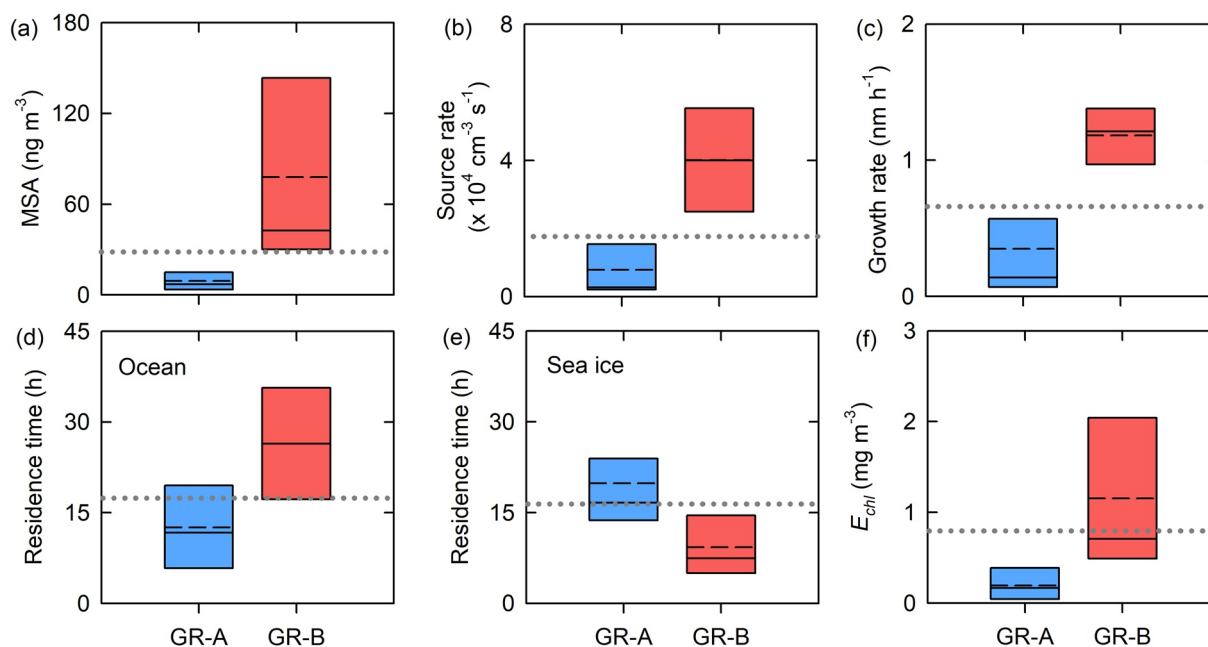 (a)
MSA (ng m⁻³)
180
120
60
0
(b)
Source rate
(x 10⁴ cm⁻³ s⁻¹)
8
4
0
(c)
Growth rate (nm h⁻¹)
2
1
0
(d)
Ocean
Residence time (h)
45
30
15
0
GR-A GR-B
(e)
Sea ice
Residence time (h)
45
30
15
0
GR-A GR-B
(f)
E_chl (mg m⁻³)
3
2
1
0
GR-A GR-B